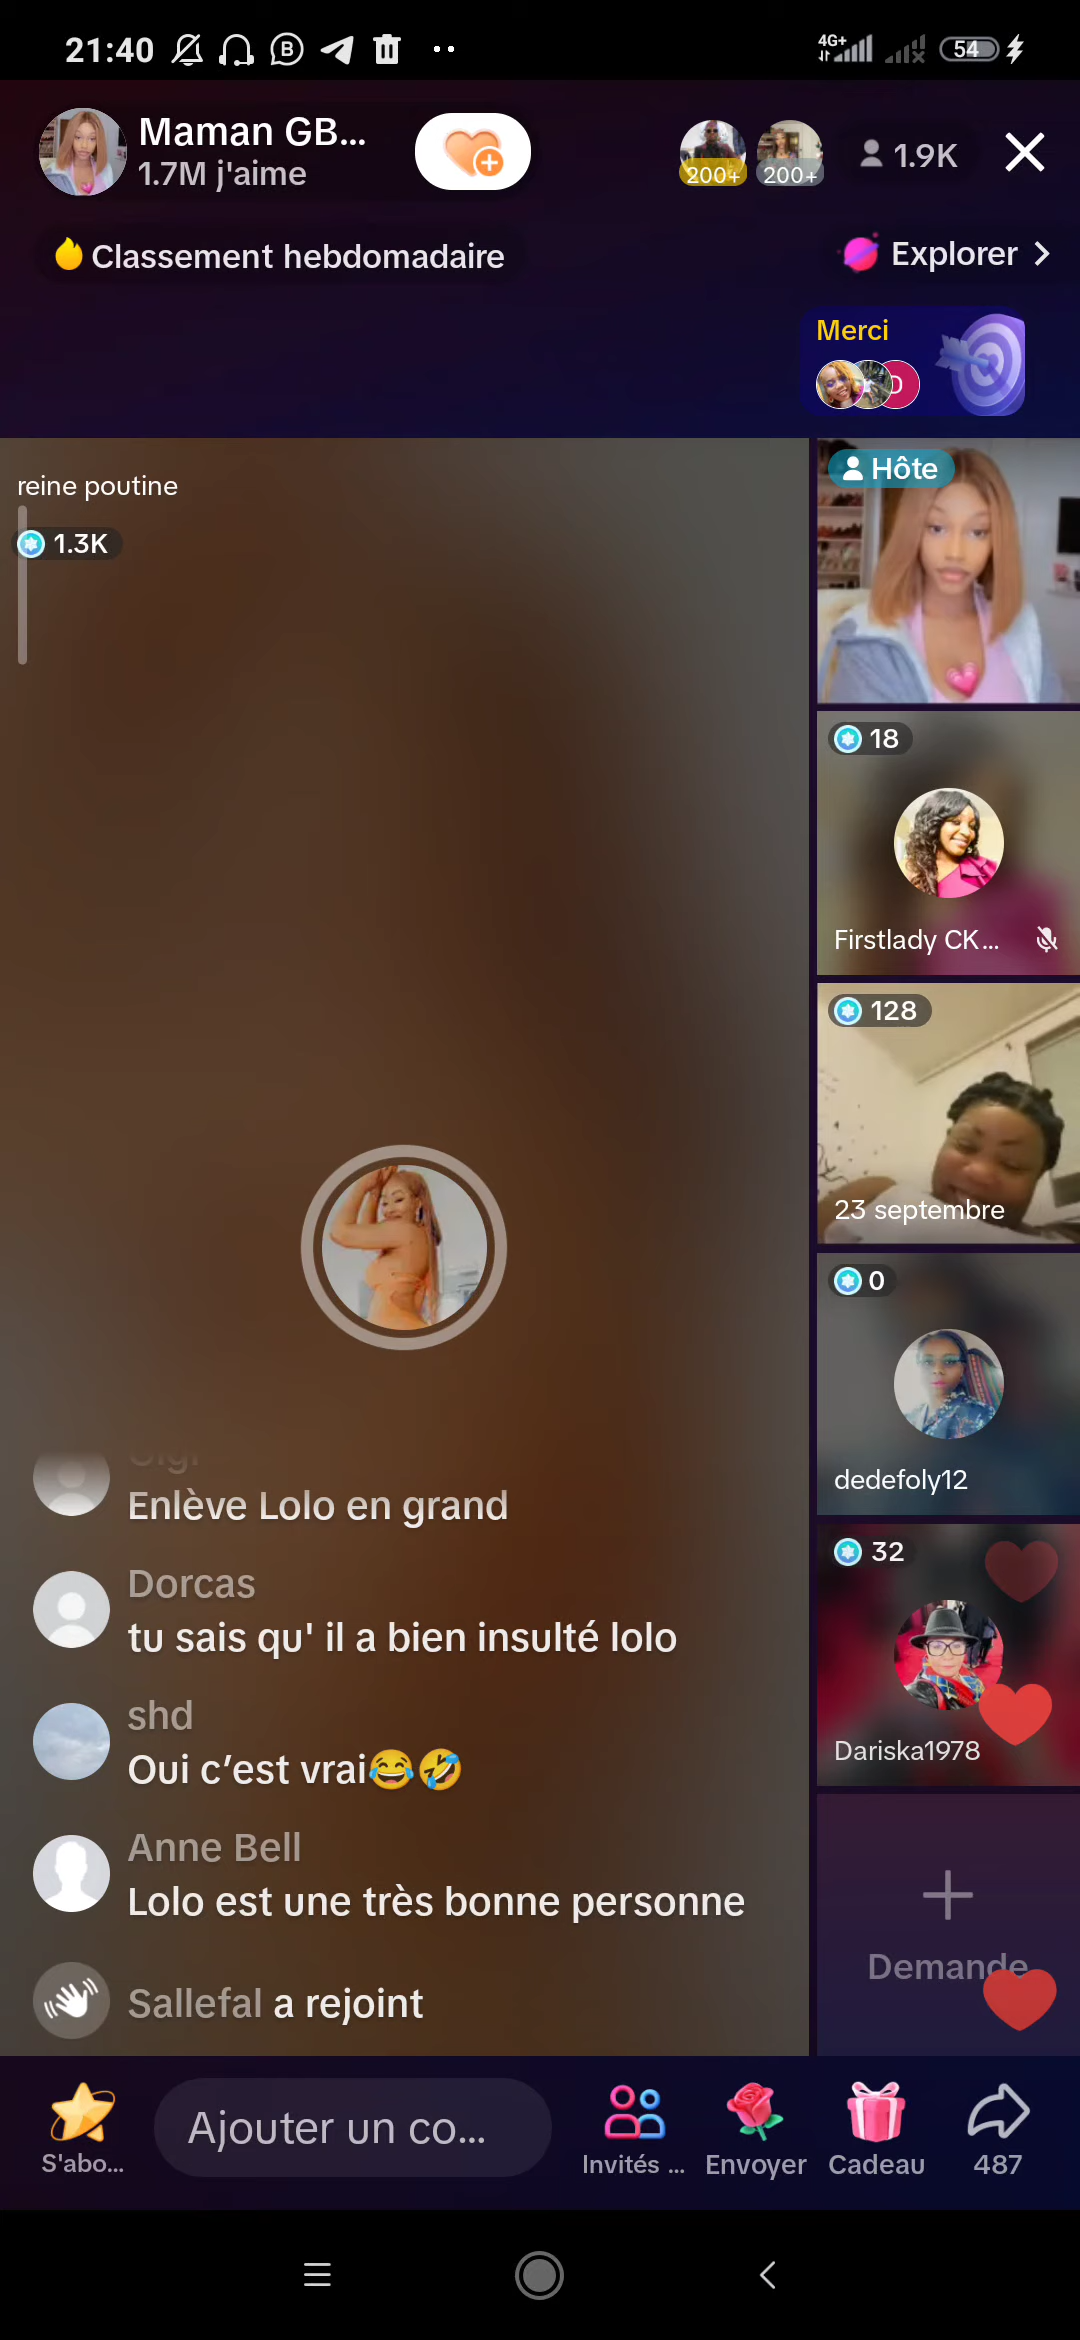 21:40
4G+
54
Maman GB...
1.7M j'aime
200+
200+
1.9K
Classement hebdomadaire
Explorer
Merci
D
reine poutine
1.3K
Hôte
18
Firstlady CK...
128
23 septembre
0
dedefoly12
32
Dariska1978
Demande
Enlève Lolo en grand
Dorcas
tu sais qu' il a bien insulté lolo
shd
Oui c’est vrai😂🤣
Anne Bell
Lolo est une très bonne personne
Sallefal a rejoint
S'abo...
Ajouter un co...
Invités ...
Envoyer
Cadeau
487